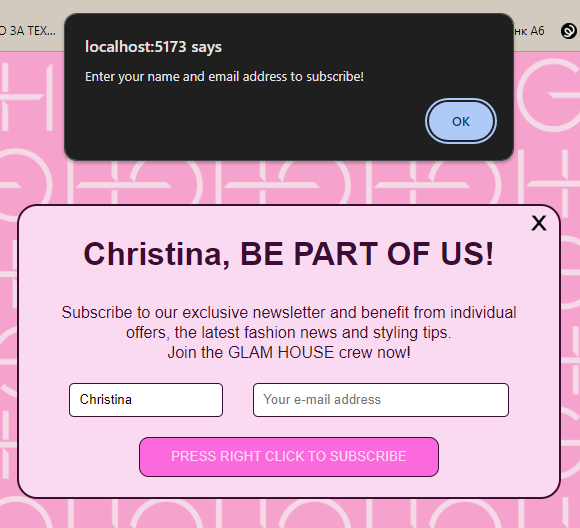 О ЗА ТЕХ...
нк А6
localhost:5173 says
Enter your name and email address to subscribe!
OK
X
Christina, BE PART OF US!
Subscribe to our exclusive newsletter and benefit from individual
offers, the latest fashion news and styling tips.
Join the GLAM HOUSE crew now!
Christina
Your e-mail address
PRESS RIGHT CLICK TO SUBSCRIBE